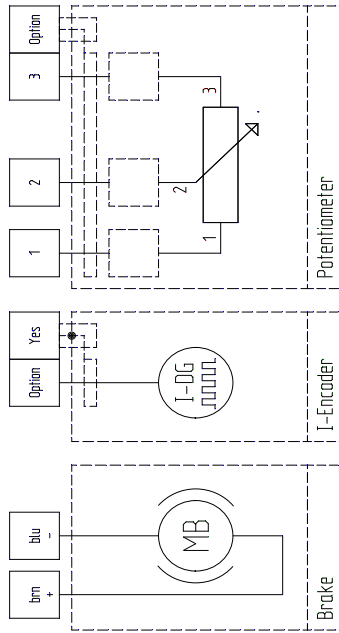 Option
3
2
1
3
2
1
Potentiometer
Yes
Option
I-DG
I-Encoder
blu
-
brn
+
MB
Brake